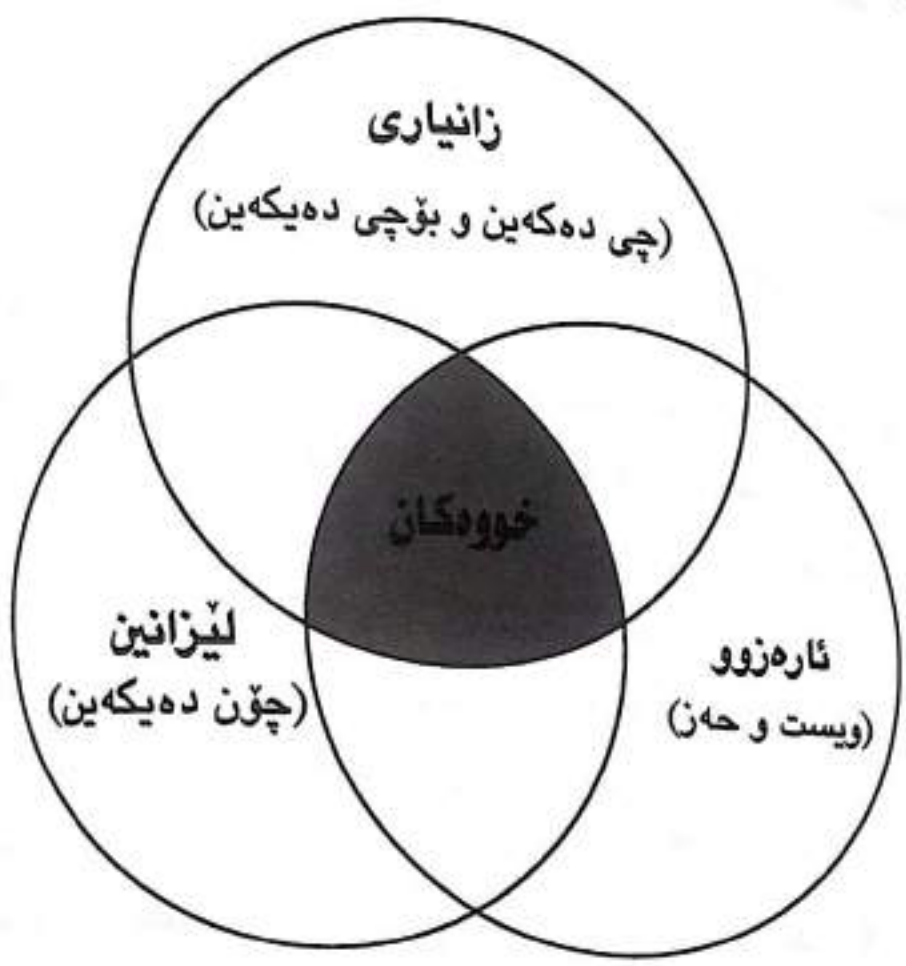 زانیاری
(چی دەکەین و بۆچی دەیکەین)
خوودکان
لێزانین
(چۆن دەیکەین)
ئارەزوو
(ویست و حەز)